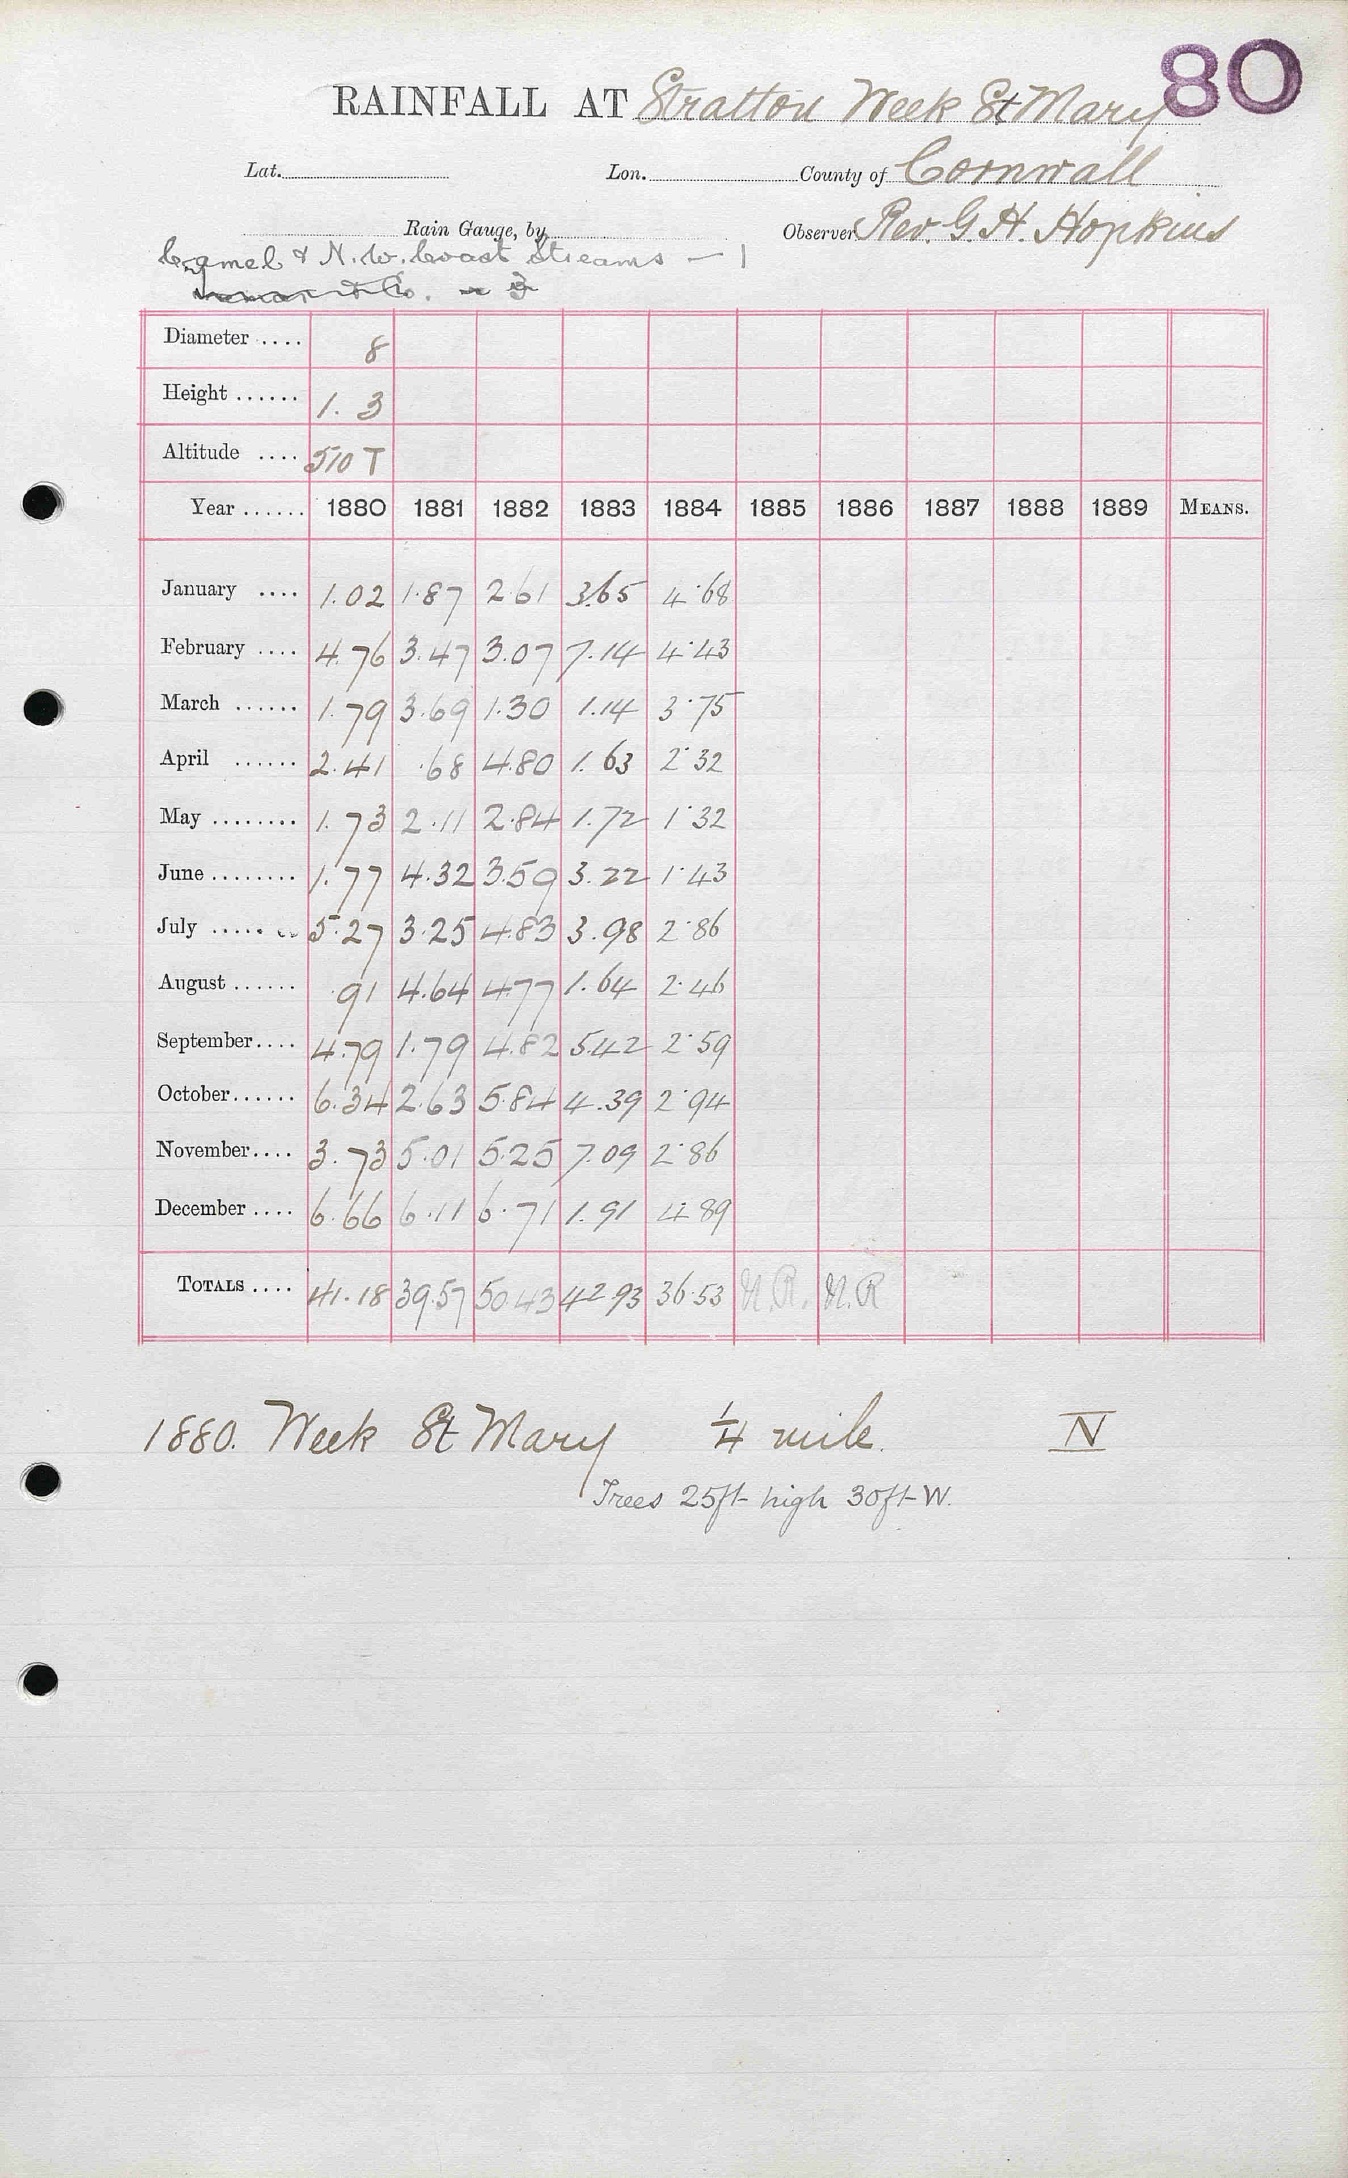 80
RAINFALL AT Stratton Week St Mary
Lat. Lon. County of Cornwall
Rain Gauge, by Observer Rev. G. H. Hopkins
Camel & N.W. Coast Streams — 1
Diameter .... 8
Height ...... 1. 3
Altitude .... 510 T
Year ...... 1880 1881 1882 1883 1884 1885 1886 1887 1888 1889 MEANS.
January .... 1.02 1.87 2.61 3.65 4.68
February .... 4.76 3.47 3.07 7.14 4.43
March ...... 1.79 3.69 1.30 1.14 3.75
April ...... 2.41 .68 4.80 1.63 2.32
May ........ 1.73 2.11 2.84 1.72 1.32
June ........ 1.77 4.32 3.59 3.22 1.43
July ........ 5.27 3.25 4.83 3.98 2.86
August ...... .91 4.64 4.77 1.64 2.46
September.... 4.79 1.79 4.82 5.42 2.59
October...... 6.34 2.63 5.84 4.39 2.94
November.... 3.73 5.01 5.25 7.09 2.86
December .... 6.66 6.11 6.71 1.91 4.89
TOTALS .... 41.18 39.57 50.43 42.93 36.53 N.R. N.R
1880. Week St Mary 1/4 mile. N
Trees 25ft high 30ft W.